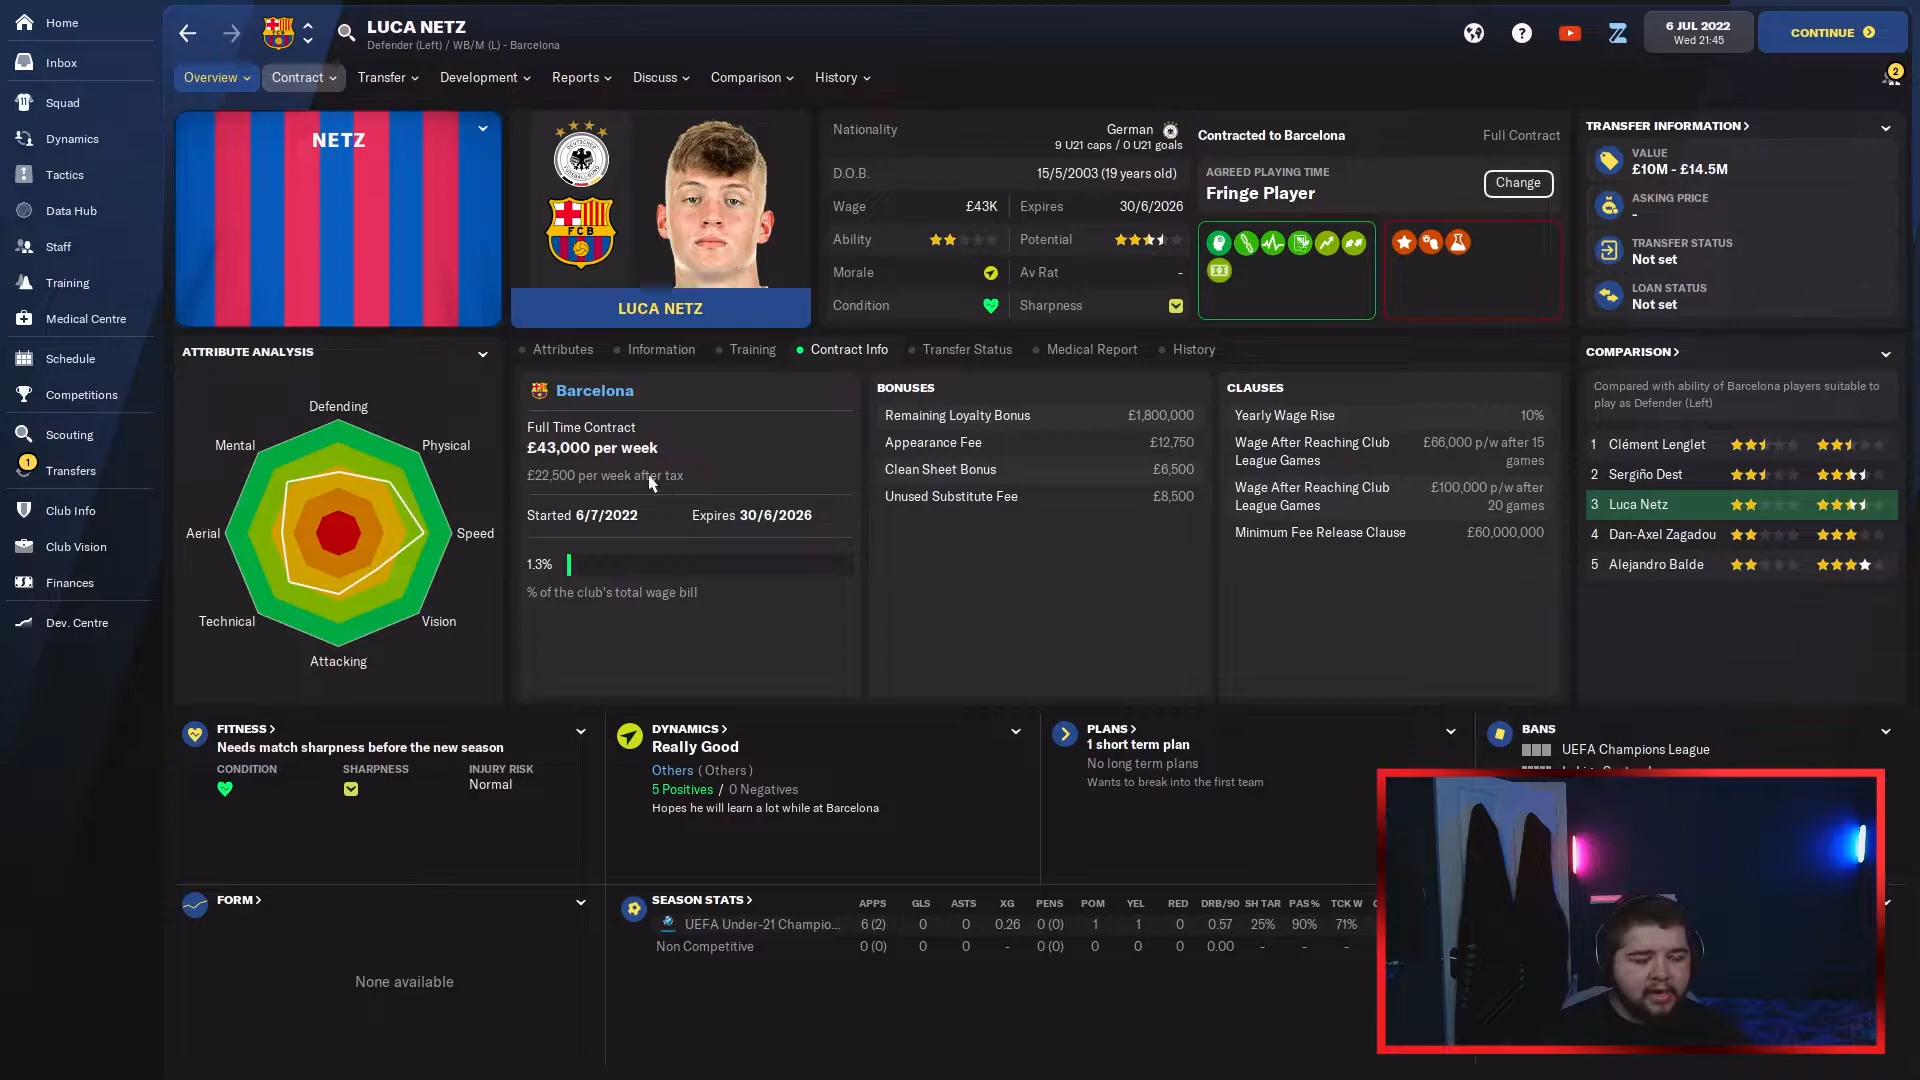 Home
Inbox
Squad
Dynamics
Tactics
Data Hub
Staff
Training
Medical Centre
Schedule
Competitions
Scouting
1
Transfers
Club Info
Club Vision
Finances
Dev. Centre
LUCA NETZ
Defender (Left) / WB/M (L) - Barcelona
6 JUL 2022
Wed 21:45
CONTINUE
Overview
Contract
Transfer
Development
Reports
Discuss
Comparison
History
2
NETZ
FCB
LUCA NETZ
Nationality German
9 U21 caps / 0 U21 goals
D.O.B. 15/5/2003 (19 years old)
Wage £43K Expires 30/6/2026
Ability Potential
Morale Av Rat -
Condition Sharpness
Contracted to Barcelona Full Contract
AGREED PLAYING TIME
Fringe Player
Change
TRANSFER INFORMATION >
VALUE
£10M - £14.5M
ASKING PRICE
-
TRANSFER STATUS
Not set
LOAN STATUS
Not set
ATTRIBUTE ANALYSIS
Defending
Mental Physical
Aerial Speed
Technical Vision
Attacking
Attributes Information Training Contract Info Transfer Status Medical Report History
Barcelona
Full Time Contract
£43,000 per week
£22,500 per week after tax
Started 6/7/2022 Expires 30/6/2026
1.3%
% of the club's total wage bill
BONUSES
Remaining Loyalty Bonus £1,800,000
Appearance Fee £12,750
Clean Sheet Bonus £6,500
Unused Substitute Fee £8,500
CLAUSES
Yearly Wage Rise 10%
Wage After Reaching Club £66,000 p/w after 15
League Games games
Wage After Reaching Club £100,000 p/w after
League Games 20 games
Minimum Fee Release Clause £60,000,000
COMPARISON >
Compared with ability of Barcelona players suitable to
play as Defender (Left)
1 Clément Lenglet
2 Sergiño Dest
3 Luca Netz
4 Dan-Axel Zagadou
5 Alejandro Balde
FITNESS >
Needs match sharpness before the new season
CONDITION SHARPNESS INJURY RISK
Normal
DYNAMICS >
Really Good
Others ( Others )
5 Positives / 0 Negatives
Hopes he will learn a lot while at Barcelona
PLANS >
1 short term plan
No long term plans
Wants to break into the first team
BANS
UEFA Champions League
FORM >
None available
SEASON STATS > APPS GLS ASTS XG PENS POM YEL RED DRB/90 SH TAR PAS% TCK W
UEFA Under-21 Champio... 6 (2) 0 0 0.26 0 (0) 1 1 0 0.57 25% 90% 71%
Non Competitive 0 (0) 0 0 - 0 (0) 0 0 0 0.00 - - -